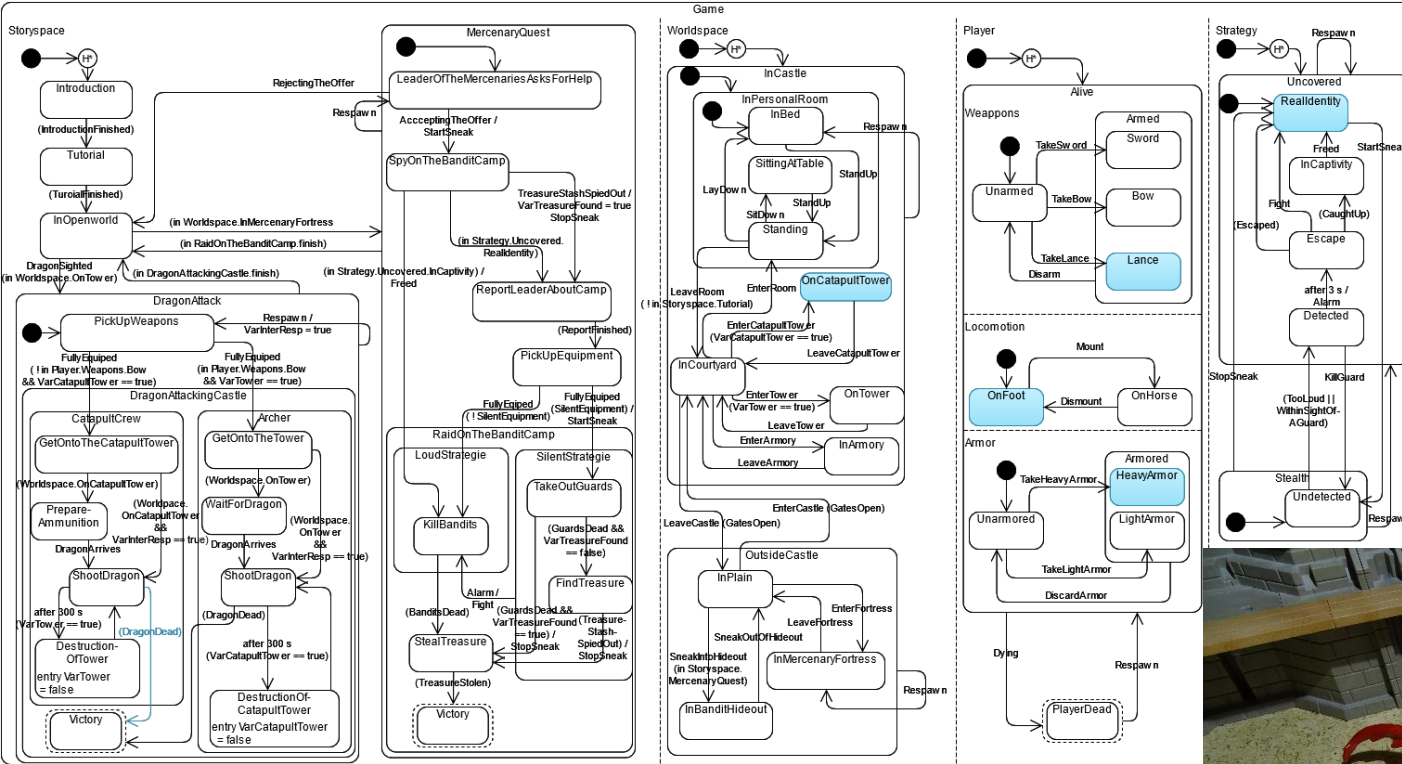 Game
Storyspace
H*
Introduction
(IntroductionFinished)
Tutorial
(TurorialFinished)
InOpenworld
RejectingTheOffer
(in Worldspace.InMercenaryFortress)
(in RaidOnTheBanditCamp.finish)
DragonSighted
(in Worldspace.OnTower)
(in DragonAttackingCastle.finish)
DragonAttack
PickUpWeapons
Respawn /
VarInterResp = true
FullyEquiped
( ! in Player.Weapons.Bow
&& VarCatapultTower == true)
FullyEquiped
(in Player.Weapons.Bow
&& VarTower == true)
DragonAttackingCastle
CatapultCrew
GetOntoTheCatapultTower
(Worldspace.OnCatapultTower)
Prepare-
Ammunition
(Worldpace.
OnCatapultTower
&&
VarInterResp == true)
DragonArrives
ShootDragon
after 300 s
(VarTower == true)
(DragonDead)
Destruction-
OfTower
entry VarTower
= false
Victory
Archer
GetOntoTheTower
(Worldspace.OnTower)
WaitForDragon
(Worldspace.
OnTower
&&
VarInterResp == true)
DragonArrives
ShootDragon
(DragonDead)
after 300 s
(VarCatapultTower == true)
DestructionOf-
CatapultTower
entry VarCatapultTower
= false
MercenaryQuest
LeaderOfTheMercenariesAsksForHelp
Respawn
AccceptingTheOffer /
StartSneak
SpyOnTheBanditCamp
TreasureStashSpiedOut /
VarTreasureFound = true
StopSneak
(in Strategy.Uncovered.
RealIdentity)
(in Strategy.Uncovered.InCaptivity) /
Freed
ReportLeaderAboutCamp
(ReportFinished)
PickUpEquipment
FullyEqiped
( ! SilentEquipment)
FullyEquiped
(SilentEquipment) /
StartSneak
RaidOnTheBanditCamp
LoudStrategie
KillBandits
SilentStrategie
TakeOutGuards
(GuardsDead &&
VarTreasureFound
== false)
FindTreasure
Alarm /
Fight
(BanditsDead)
(GuardsDead &&
VarTreasureFound
== true) /
StopSneak
(Treasure-
Stash-
SpiedOut) /
StopSneak
StealTreasure
(TreasureStolen)
Victory
Worldspace
H*
InCastle
InPersonalRoom
InBed
Respawn
SittingAtTable
StandUp
LayDown
SitDown
StandUp
Standing
LeaveRoom
( ! in.Storyspace.Tutorial)
EnterRoom
OnCatapultTower
EnterCatapultTower
(VarCatapultTower == true)
LeaveCatapultTower
InCourtyard
EnterTower
(VarTower == true)
OnTower
LeaveTower
EnterArmory
InArmory
LeaveArmory
LeaveCastle (GatesOpen)
EnterCastle (GatesOpen)
OutsideCastle
InPlain
EnterFortress
LeaveFortress
SneakOutOfHideout
SneakIntoHideout
(in Storyspace.
MercenaryQuest)
InMercenaryFortress
Respawn
InBanditHideout
Player
H*
Alive
Weappons
Armed
TakeSword
Sword
Unarmed
TakeBow
Bow
TakeLance
Lance
Disarm
Locomotion
Mount
OnFoot
Dismount
OnHorse
Armor
Armored
TakeHeavyArmor
HeavyArmor
Unarmored
LightArmor
TakeLightArmor
DiscardArmor
Dying
Respawn
PlayerDead
Strategy
H*
Respawn
Uncovered
RealIdentity
Freed
StartSneak
InCaptivity
Fight
(CaughtUp)
(Escaped)
Escape
after 3 s /
Alarm
Detected
StopSneak
KillGuard
(TooLoud ||
WithinSightOf-
AGuard)
Stealth
Undetected
Respawn